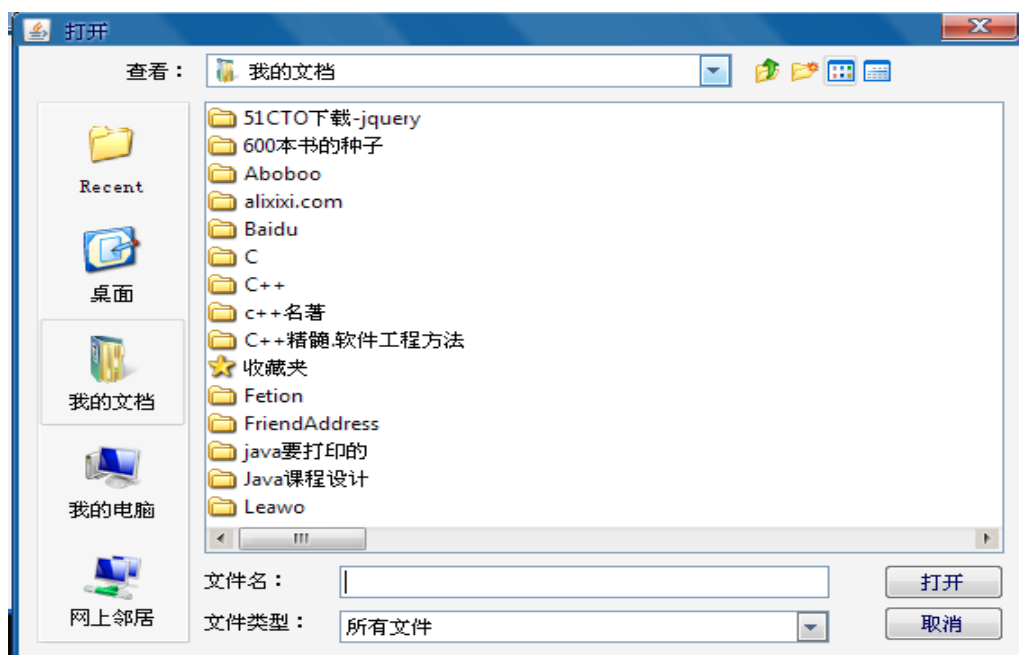 打开
查看：
我的文档
Recent
桌面
我的文档
我的电脑
网上邻居
51CTO下载-jquery
600本书的种子
Aboboo
alixixi.com
Baidu
C
C++
c++名著
C++精髓.软件工程方法
收藏夹
Fetion
FriendAddress
java要打印的
Java课程设计
Leawo
文件名：
打开
文件类型：
所有文件
取消